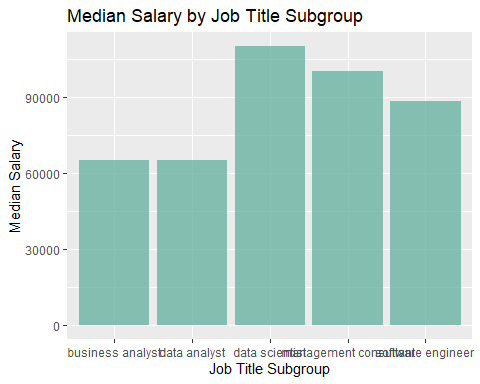 Median Salary by Job Title Subgroup
Median Salary
90000
60000
30000
0
business analyst
data analyst
data scientist
management consultant
software engineer
Job Title Subgroup